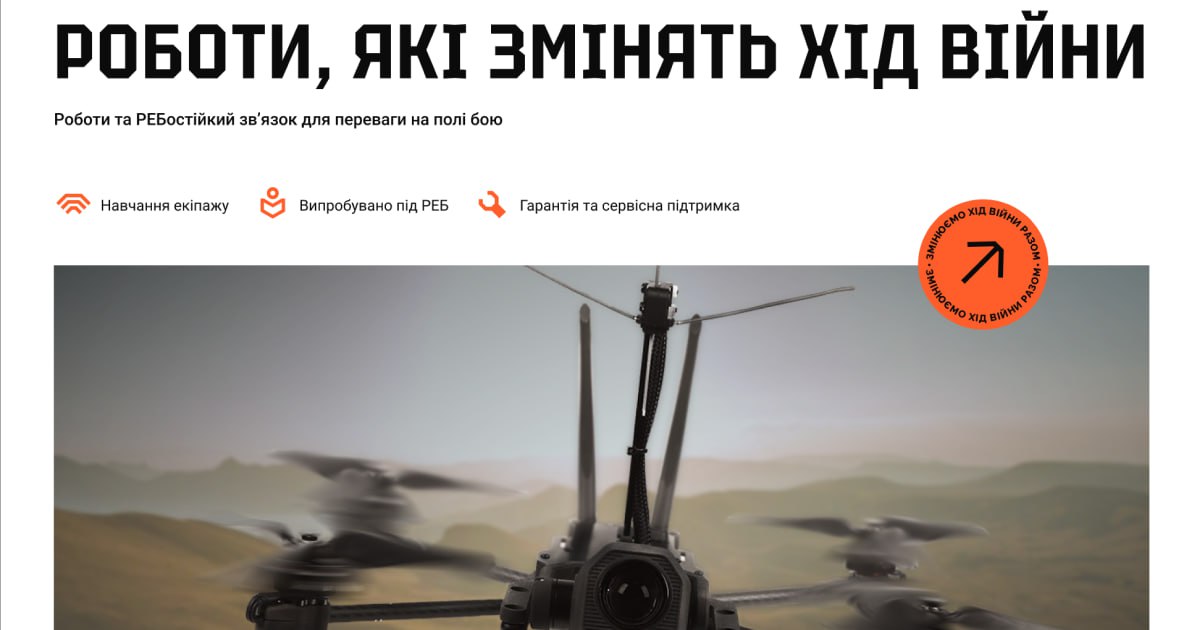 РОБОТИ, ЯКІ ЗМІНЯТЬ ХІД ВІЙНИ
Роботи та РЕБостійкий зв’язок для переваги на полі бою
Навчання екіпажу
Випробувано під РЕБ
Гарантія та сервісна підтримка
ЗМІНЮЄМО ХІД ВІЙНИ РАЗОМ · ЗМІНЮЄМО ХІД ВІЙНИ РАЗОМ ·